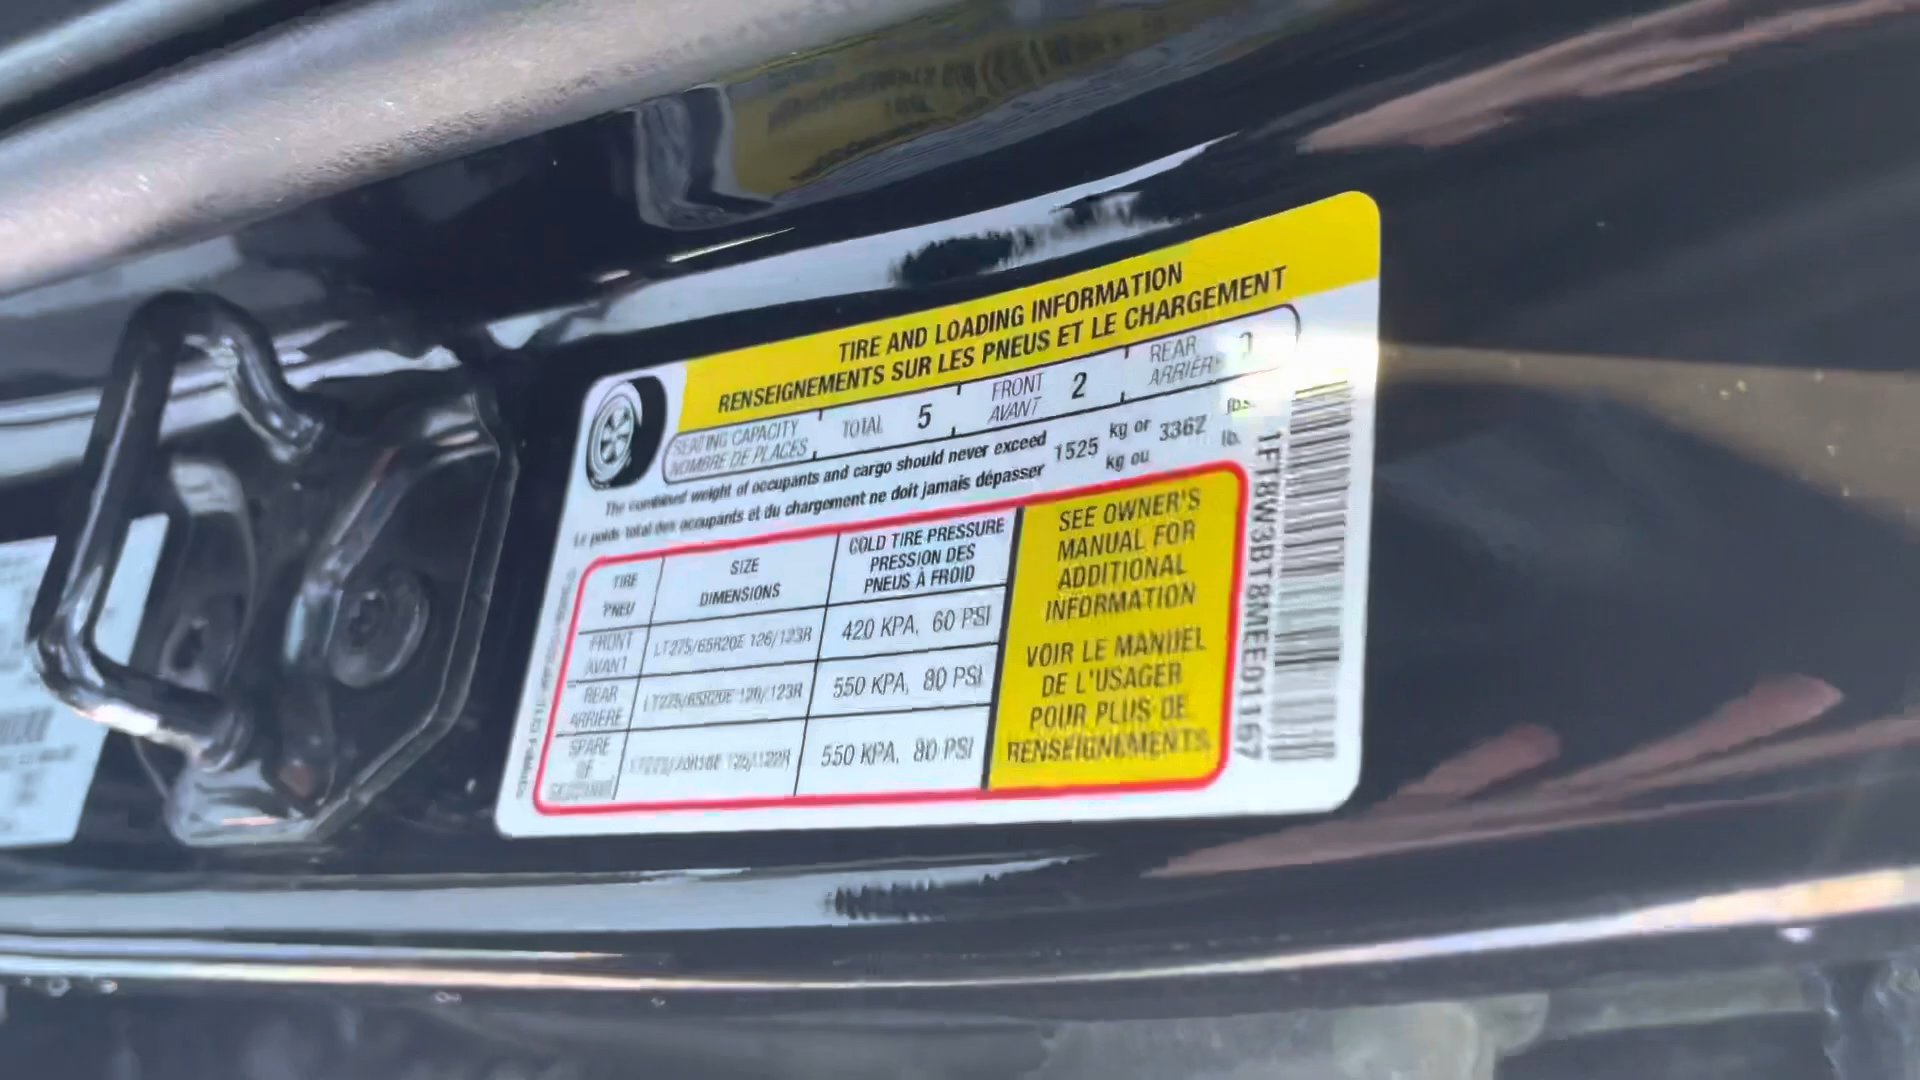 TIRE AND LOADING INFORMATION
RENSEIGNEMENTS SUR LES PNEUS ET LE CHARGEMENT
SEATING CAPACITY
NOMBRE DE PLACES
TOTAL 5
FRONT
AVANT
2
REAR
ARRIÈRE
The combined weight of occupants and cargo should never exceed
Le poids total des occupants et du chargement ne doit jamais dépasser
1525 kg or 3362 lbs.
kg ou lb.
TIRE
PNEU
SIZE
DIMENSIONS
COLD TIRE PRESSURE
PRESSION DES
PNEUS À FROID
FRONT
AVANT
LT275/65R20E 126/123R
420 KPA, 60 PSI
REAR
ARRIÈRE
LT275/65R20E 126/123R
550 KPA, 80 PSI
SPARE
DE
550 KPA, 80 PSI
SEE OWNER'S
MANUAL FOR
ADDITIONAL
INFORMATION
VOIR LE MANUEL
DE L'USAGER
POUR PLUS DE
RENSEIGNEMENTS
1FT8W3BT8MEE01167